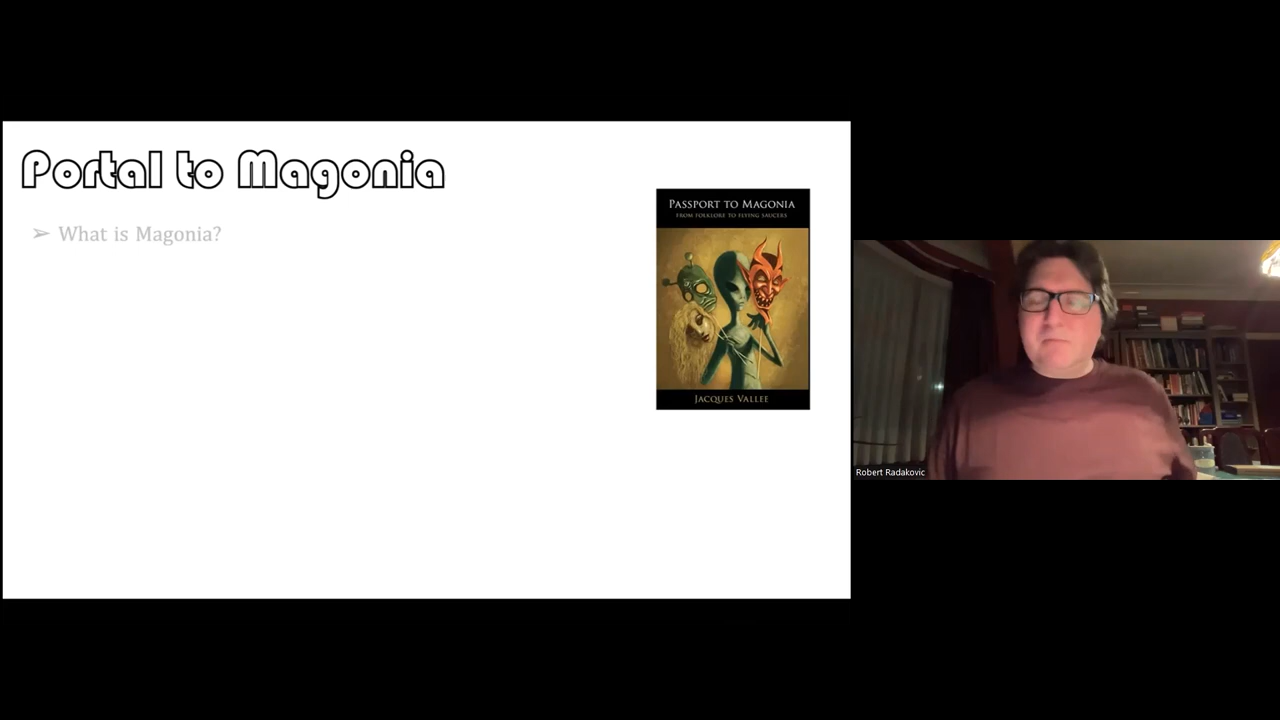 Portal to Magonia
➢ What is Magonia?
PASSPORT TO MAGONIA
FROM FOLKLORE TO FLYING SAUCERS
JACQUES VALLEE
Robert Radakovic